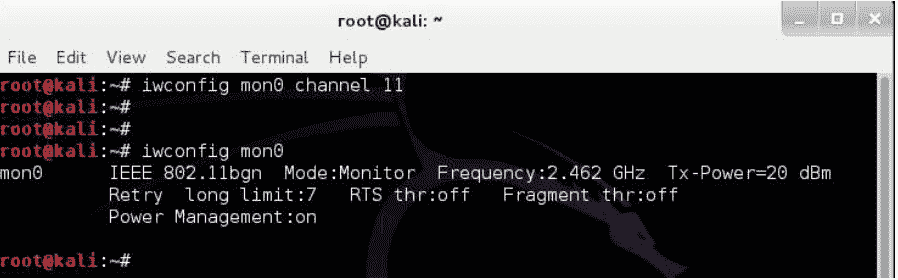 root@kali: ~
File Edit View Search Terminal Help
root@kali:~# iwconfig mon0 channel 11
root@kali:~#
root@kali:~#
root@kali:~# iwconfig mon0
mon0 IEEE 802.11bgn Mode:Monitor Frequency:2.462 GHz Tx-Power=20 dBm
Retry long limit:7 RTS thr:off Fragment thr:off
Power Management:on
root@kali:~#